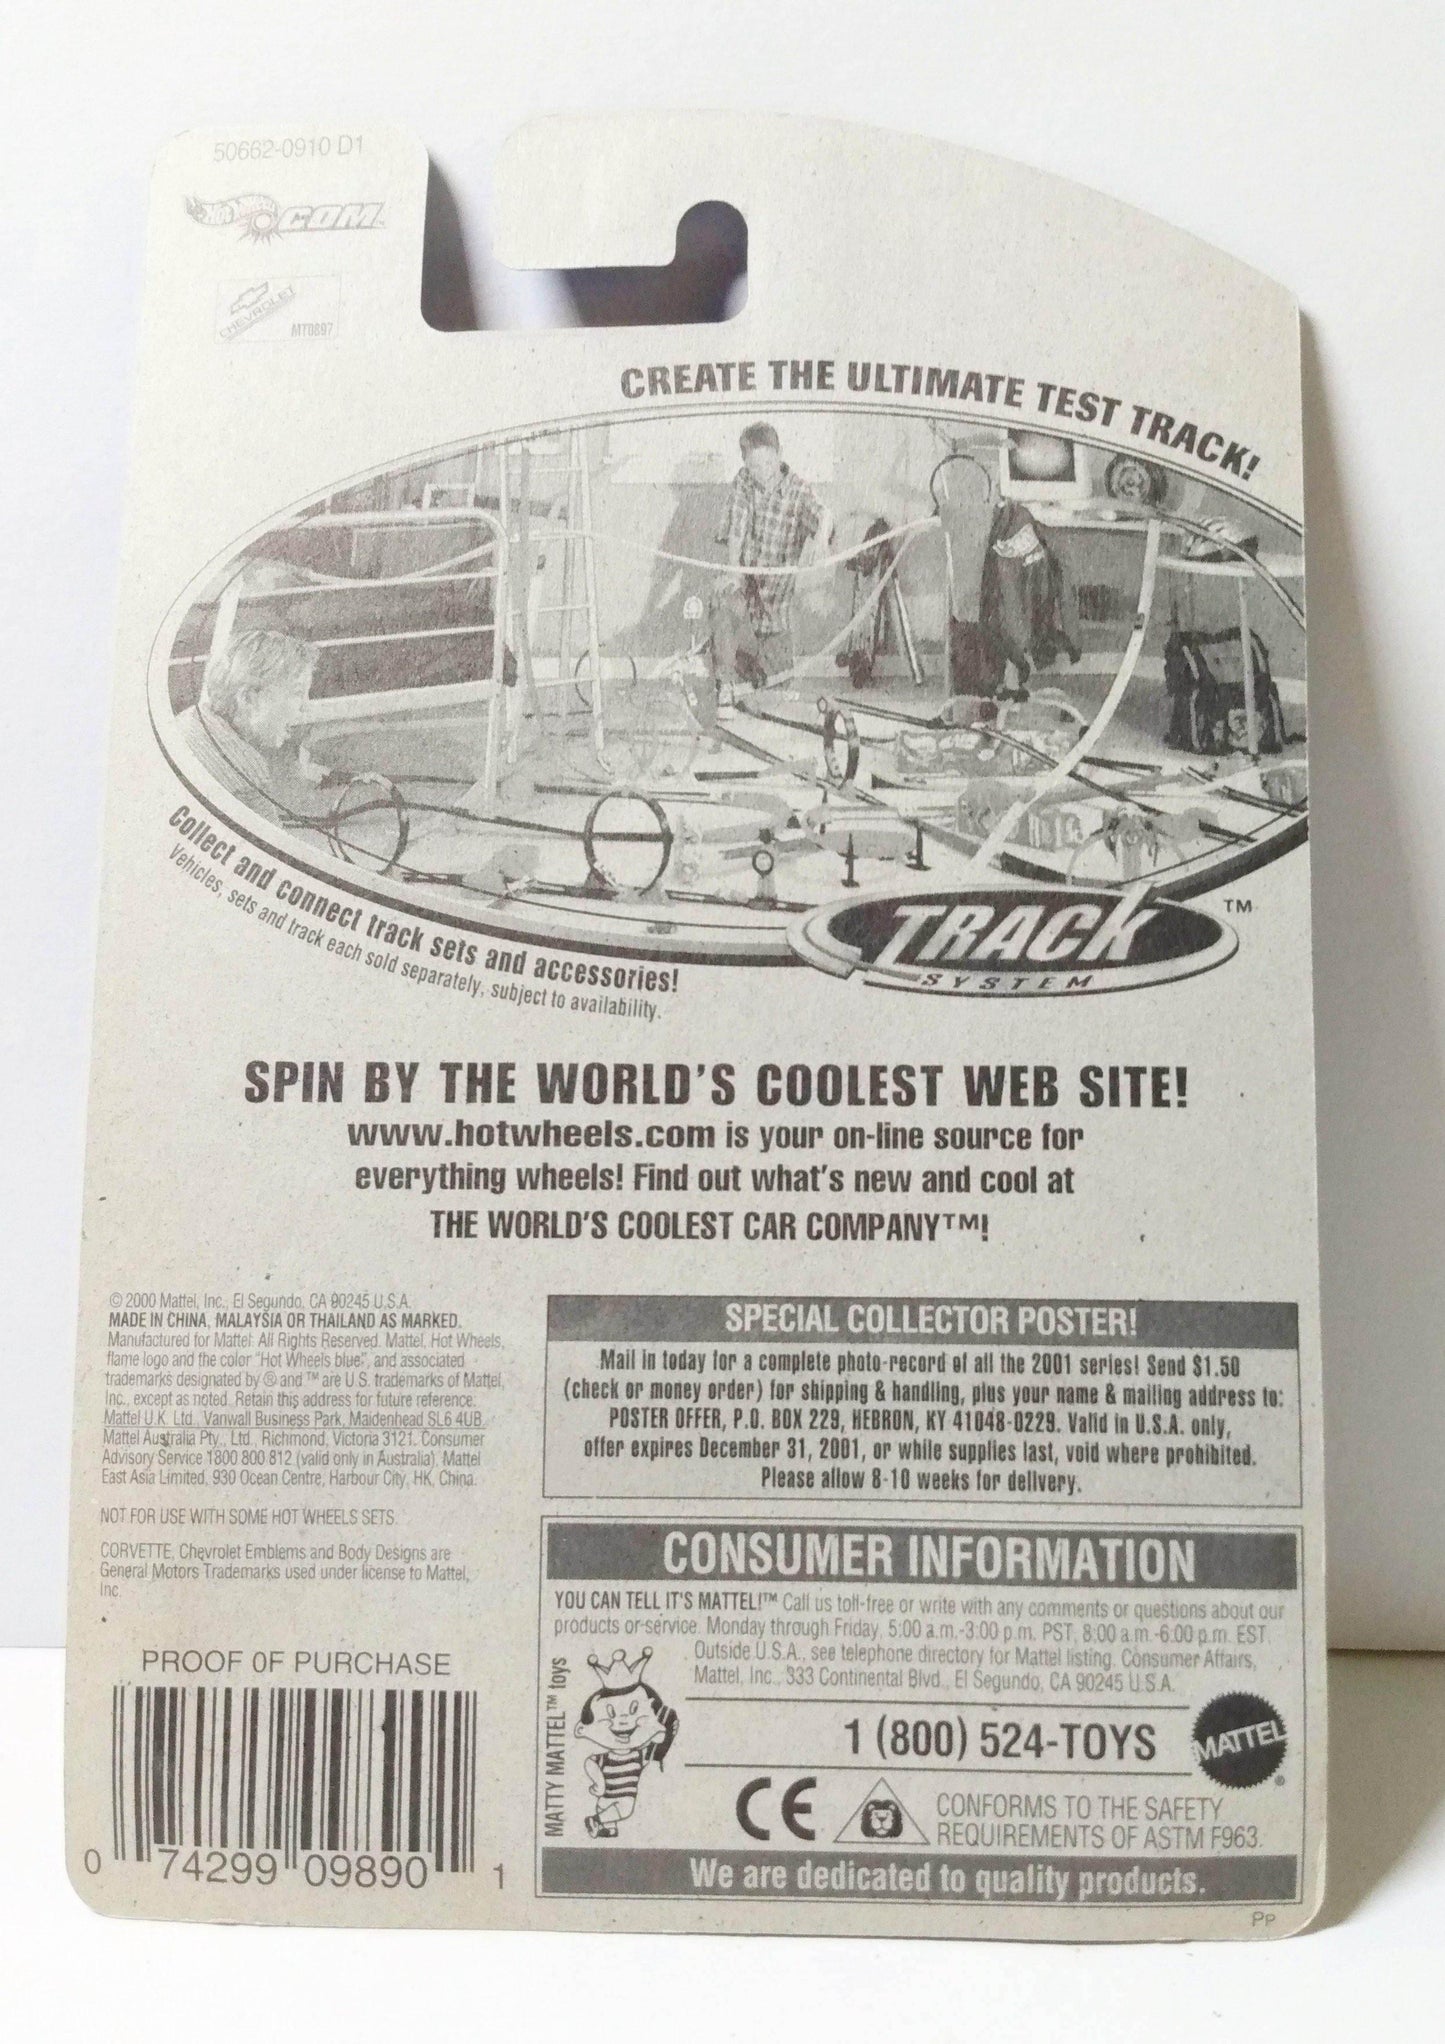 50662-0910 D1
HOT WHEELS .COM™
CHEVROLET
MT0897
CREATE THE ULTIMATE TEST TRACK!
Collect and connect track sets and accessories!
Vehicles, sets and track each sold separately, subject to availability.
TRACK ™
SYSTEM
SPIN BY THE WORLD'S COOLEST WEB SITE!
www.hotwheels.com is your on-line source for
everything wheels! Find out what's new and cool at
THE WORLD'S COOLEST CAR COMPANY™!
© 2000 Mattel, Inc., El Segundo, CA 90245 U.S.A.
MADE IN CHINA, MALAYSIA OR THAILAND AS MARKED.
Manufactured for Mattel. All Rights Reserved. Mattel, Hot Wheels,
flame logo and the color "Hot Wheels blue", and associated
trademarks designated by ® and ™ are U.S. trademarks of Mattel,
Inc., except as noted. Retain this address for future reference:
Mattel U.K. Ltd., Vanwall Business Park, Maidenhead SL6 4UB.
Mattel Australia Pty., Ltd., Richmond, Victoria 3121. Consumer
Advisory Service 1800 800 812 (valid only in Australia). Mattel
East Asia Limited, 930 Ocean Centre, Harbour City, HK, China.
NOT FOR USE WITH SOME HOT WHEELS SETS.
CORVETTE, Chevrolet Emblems and Body Designs are
General Motors Trademarks used under license to Mattel,
Inc.
PROOF OF PURCHASE
0 74299 09890 1
SPECIAL COLLECTOR POSTER!
Mail in today for a complete photo-record of all the 2001 series! Send $1.50
(check or money order) for shipping & handling, plus your name & mailing address to:
POSTER OFFER, P.O. BOX 229, HEBRON, KY 41048-0229. Valid in U.S.A. only,
offer expires December 31, 2001, or while supplies last, void where prohibited.
Please allow 8-10 weeks for delivery.
CONSUMER INFORMATION
YOU CAN TELL IT'S MATTEL!™ Call us toll-free or write with any comments or questions about our
products or service. Monday through Friday, 5:00 a.m.-3:00 p.m. PST, 8:00 a.m.-6:00 p.m. EST.
Outside U.S.A., see telephone directory for Mattel listing. Consumer Affairs,
Mattel, Inc., 333 Continental Blvd., El Segundo, CA 90245 U.S.A.
MATTY MATTEL™ toys
1 (800) 524-TOYS
MATTEL®
CE
CONFORMS TO THE SAFETY
REQUIREMENTS OF ASTM F963.
We are dedicated to quality products.
PP